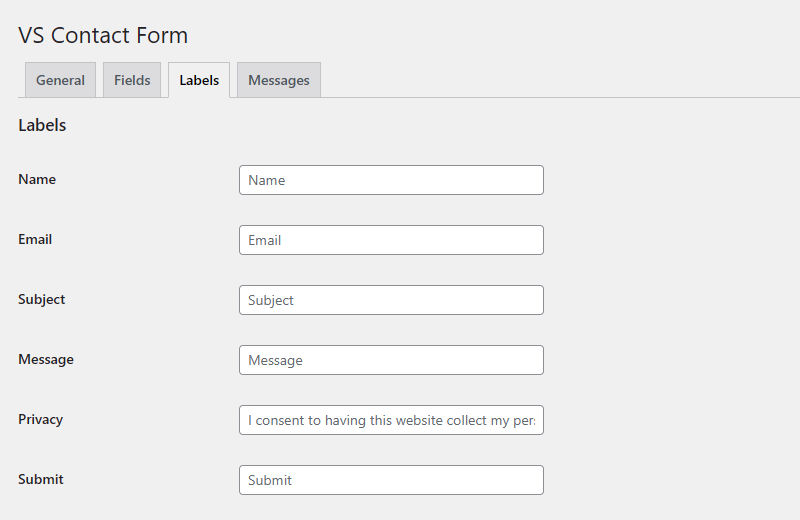 VS Contact Form
General Fields Labels Messages
Labels
Name Name
Email Email
Subject Subject
Message Message
Privacy I consent to having this website collect my per
Submit Submit